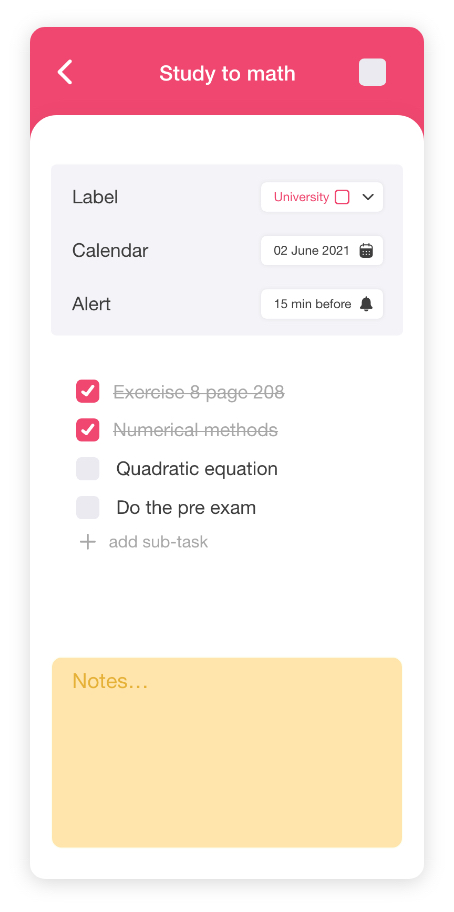 Study to math
Label University
Calendar 02 June 2021
Alert 15 min before
Exercise 8 page 208
Numerical methods
Quadratic equation
Do the pre exam
add sub-task
Notes...